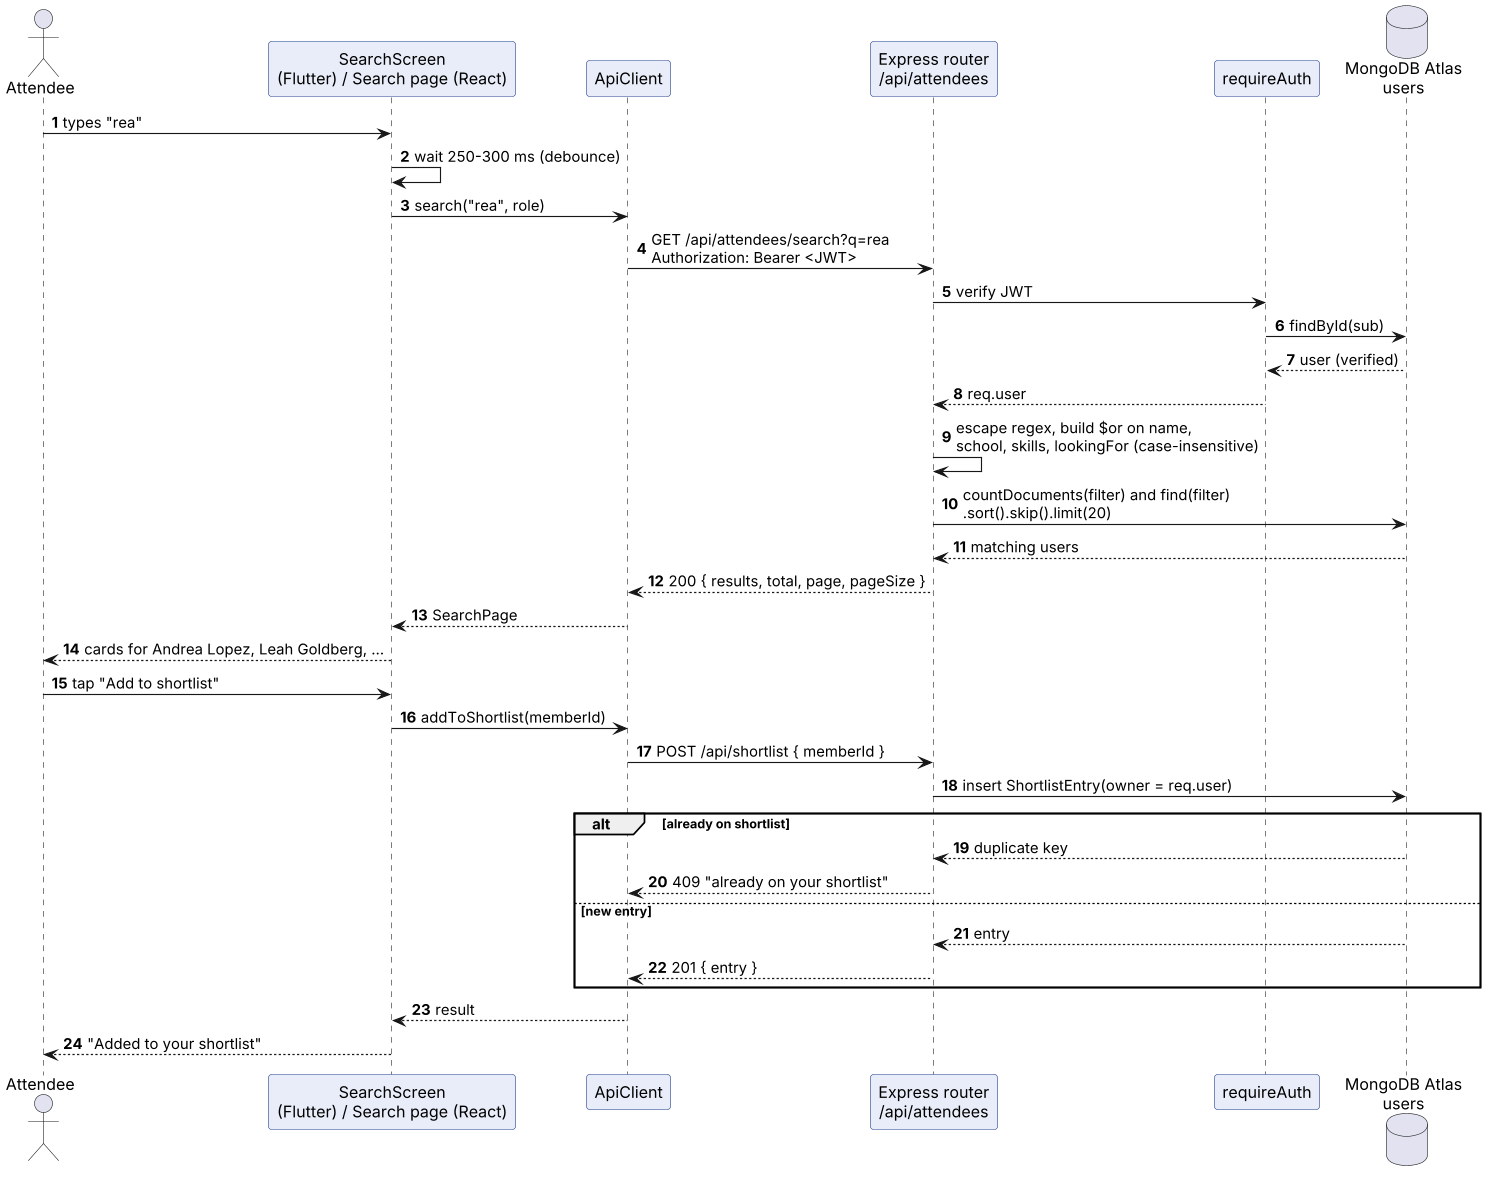 Attendee
SearchScreen
(Flutter) / Search page (React)
ApiClient
Express router
/api/attendees
requireAuth
MongoDB Atlas
users
1 types "rea"
2 wait 250-300 ms (debounce)
3 search("rea", role)
4 GET /api/attendees/search?q=rea
Authorization: Bearer <JWT>
5 verify JWT
6 findById(sub)
7 user (verified)
8 req.user
9 escape regex, build $or on name,
school, skills, lookingFor (case-insensitive)
10 countDocuments(filter) and find(filter)
.sort().skip().limit(20)
11 matching users
12 200 { results, total, page, pageSize }
13 SearchPage
14 cards for Andrea Lopez, Leah Goldberg, ...
15 tap "Add to shortlist"
16 addToShortlist(memberId)
17 POST /api/shortlist { memberId }
18 insert ShortlistEntry(owner = req.user)
alt [already on shortlist]
19 duplicate key
20 409 "already on your shortlist"
[new entry]
21 entry
22 201 { entry }
23 result
24 "Added to your shortlist"
Attendee
SearchScreen
(Flutter) / Search page (React)
ApiClient
Express router
/api/attendees
requireAuth
MongoDB Atlas
users